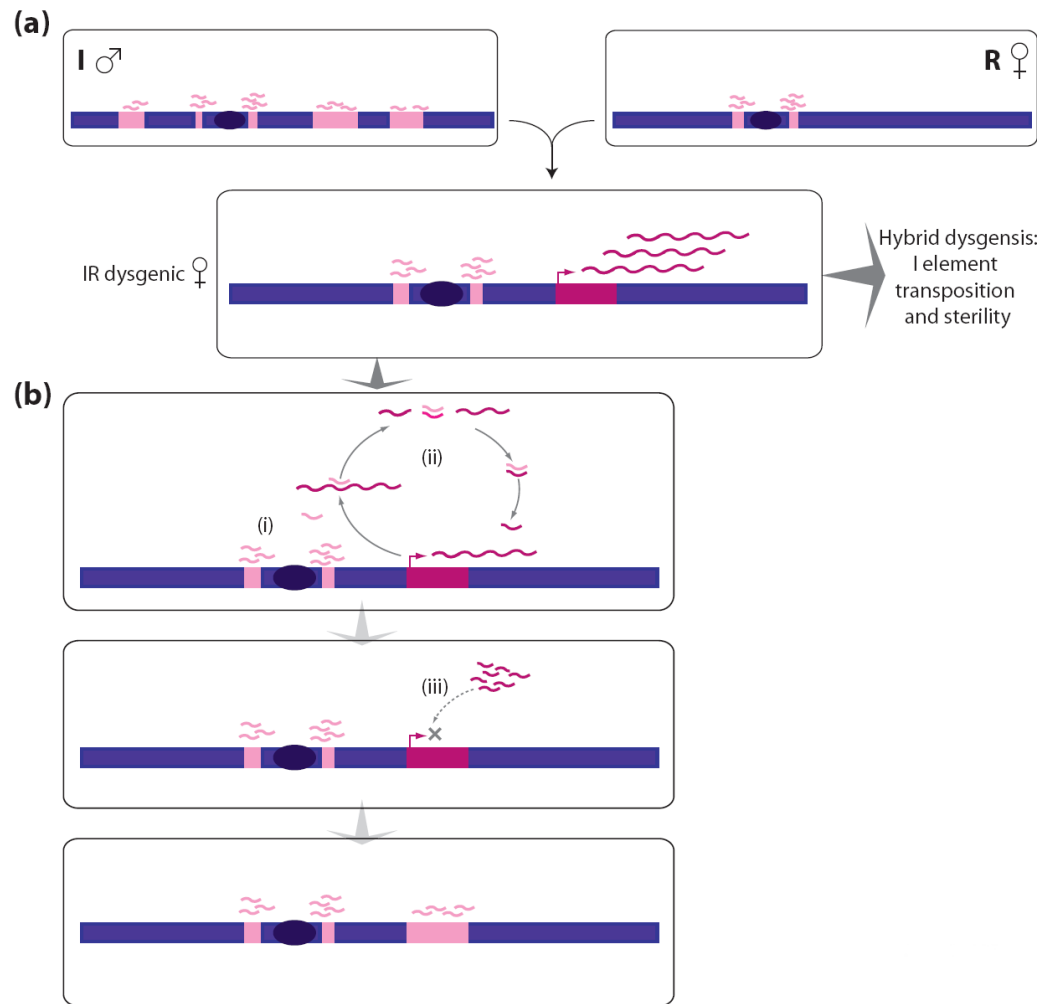 (a)
I ♂
R ♀
IR dysgenic ♀
Hybrid dysgensis:
I element
transposition
and sterility
(b)
(ii)
(i)
(iii)